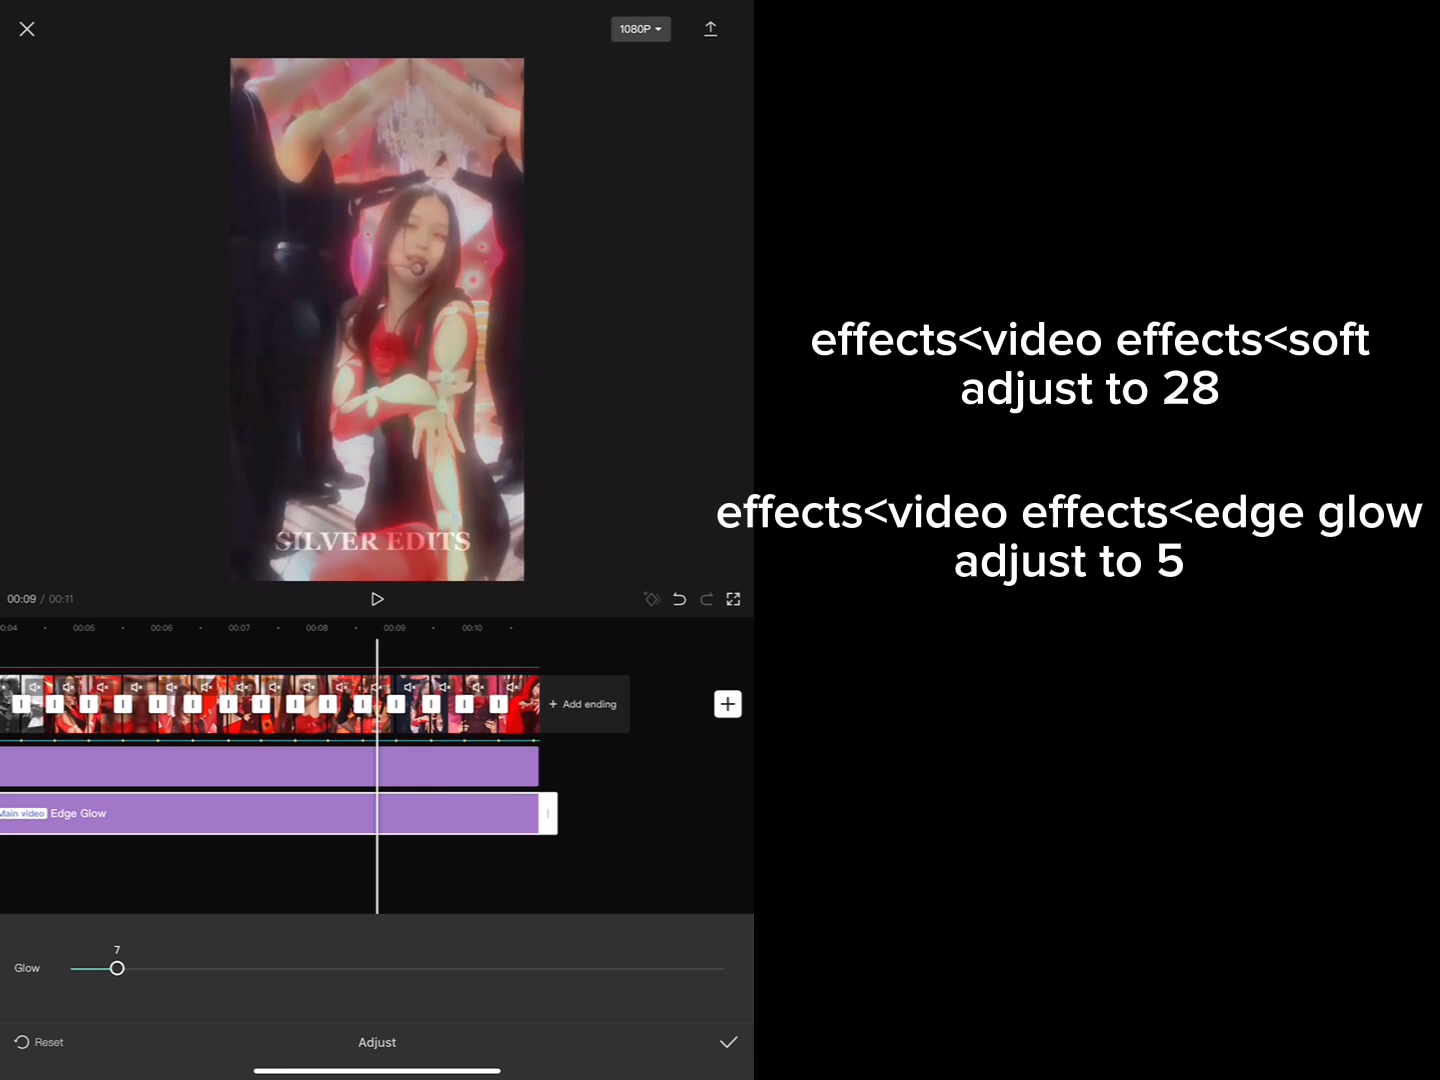 1080P
SILVER EDITS
00:09 / 00:11
0:04 00:05 00:06 00:07 00:08 00:09 00:10
+ Add ending
Main video Edge Glow
7
Glow
Reset
Adjust
effects<video effects<soft
adjust to 28
effects<video effects<edge glow
adjust to 5